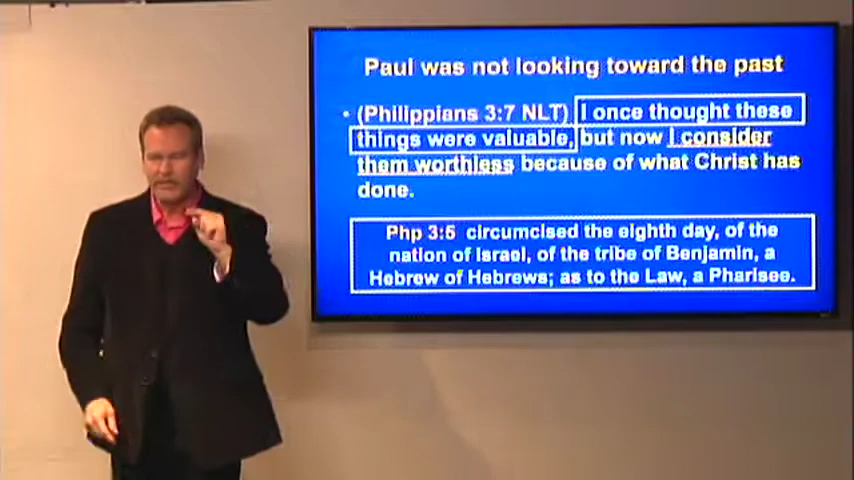 Paul was not looking toward the past
• (Philippians 3:7 NLT) I once thought these
things were valuable, but now I consider
them worthless because of what Christ has
done.
Php 3:5 circumcised the eighth day, of the
nation of Israel, of the tribe of Benjamin, a
Hebrew of Hebrews; as to the Law, a Pharisee.